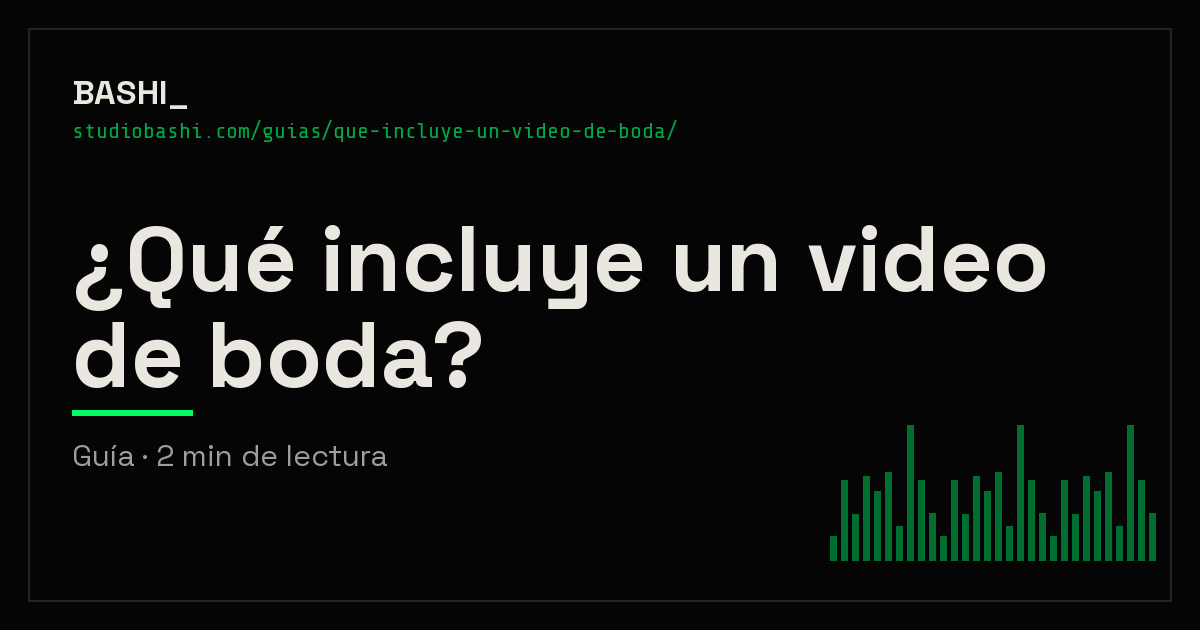 BASHI_
studiobashi.com/guias/que-incluye-un-video-de-boda/
¿Qué incluye un video
de boda?
Guía · 2 min de lectura